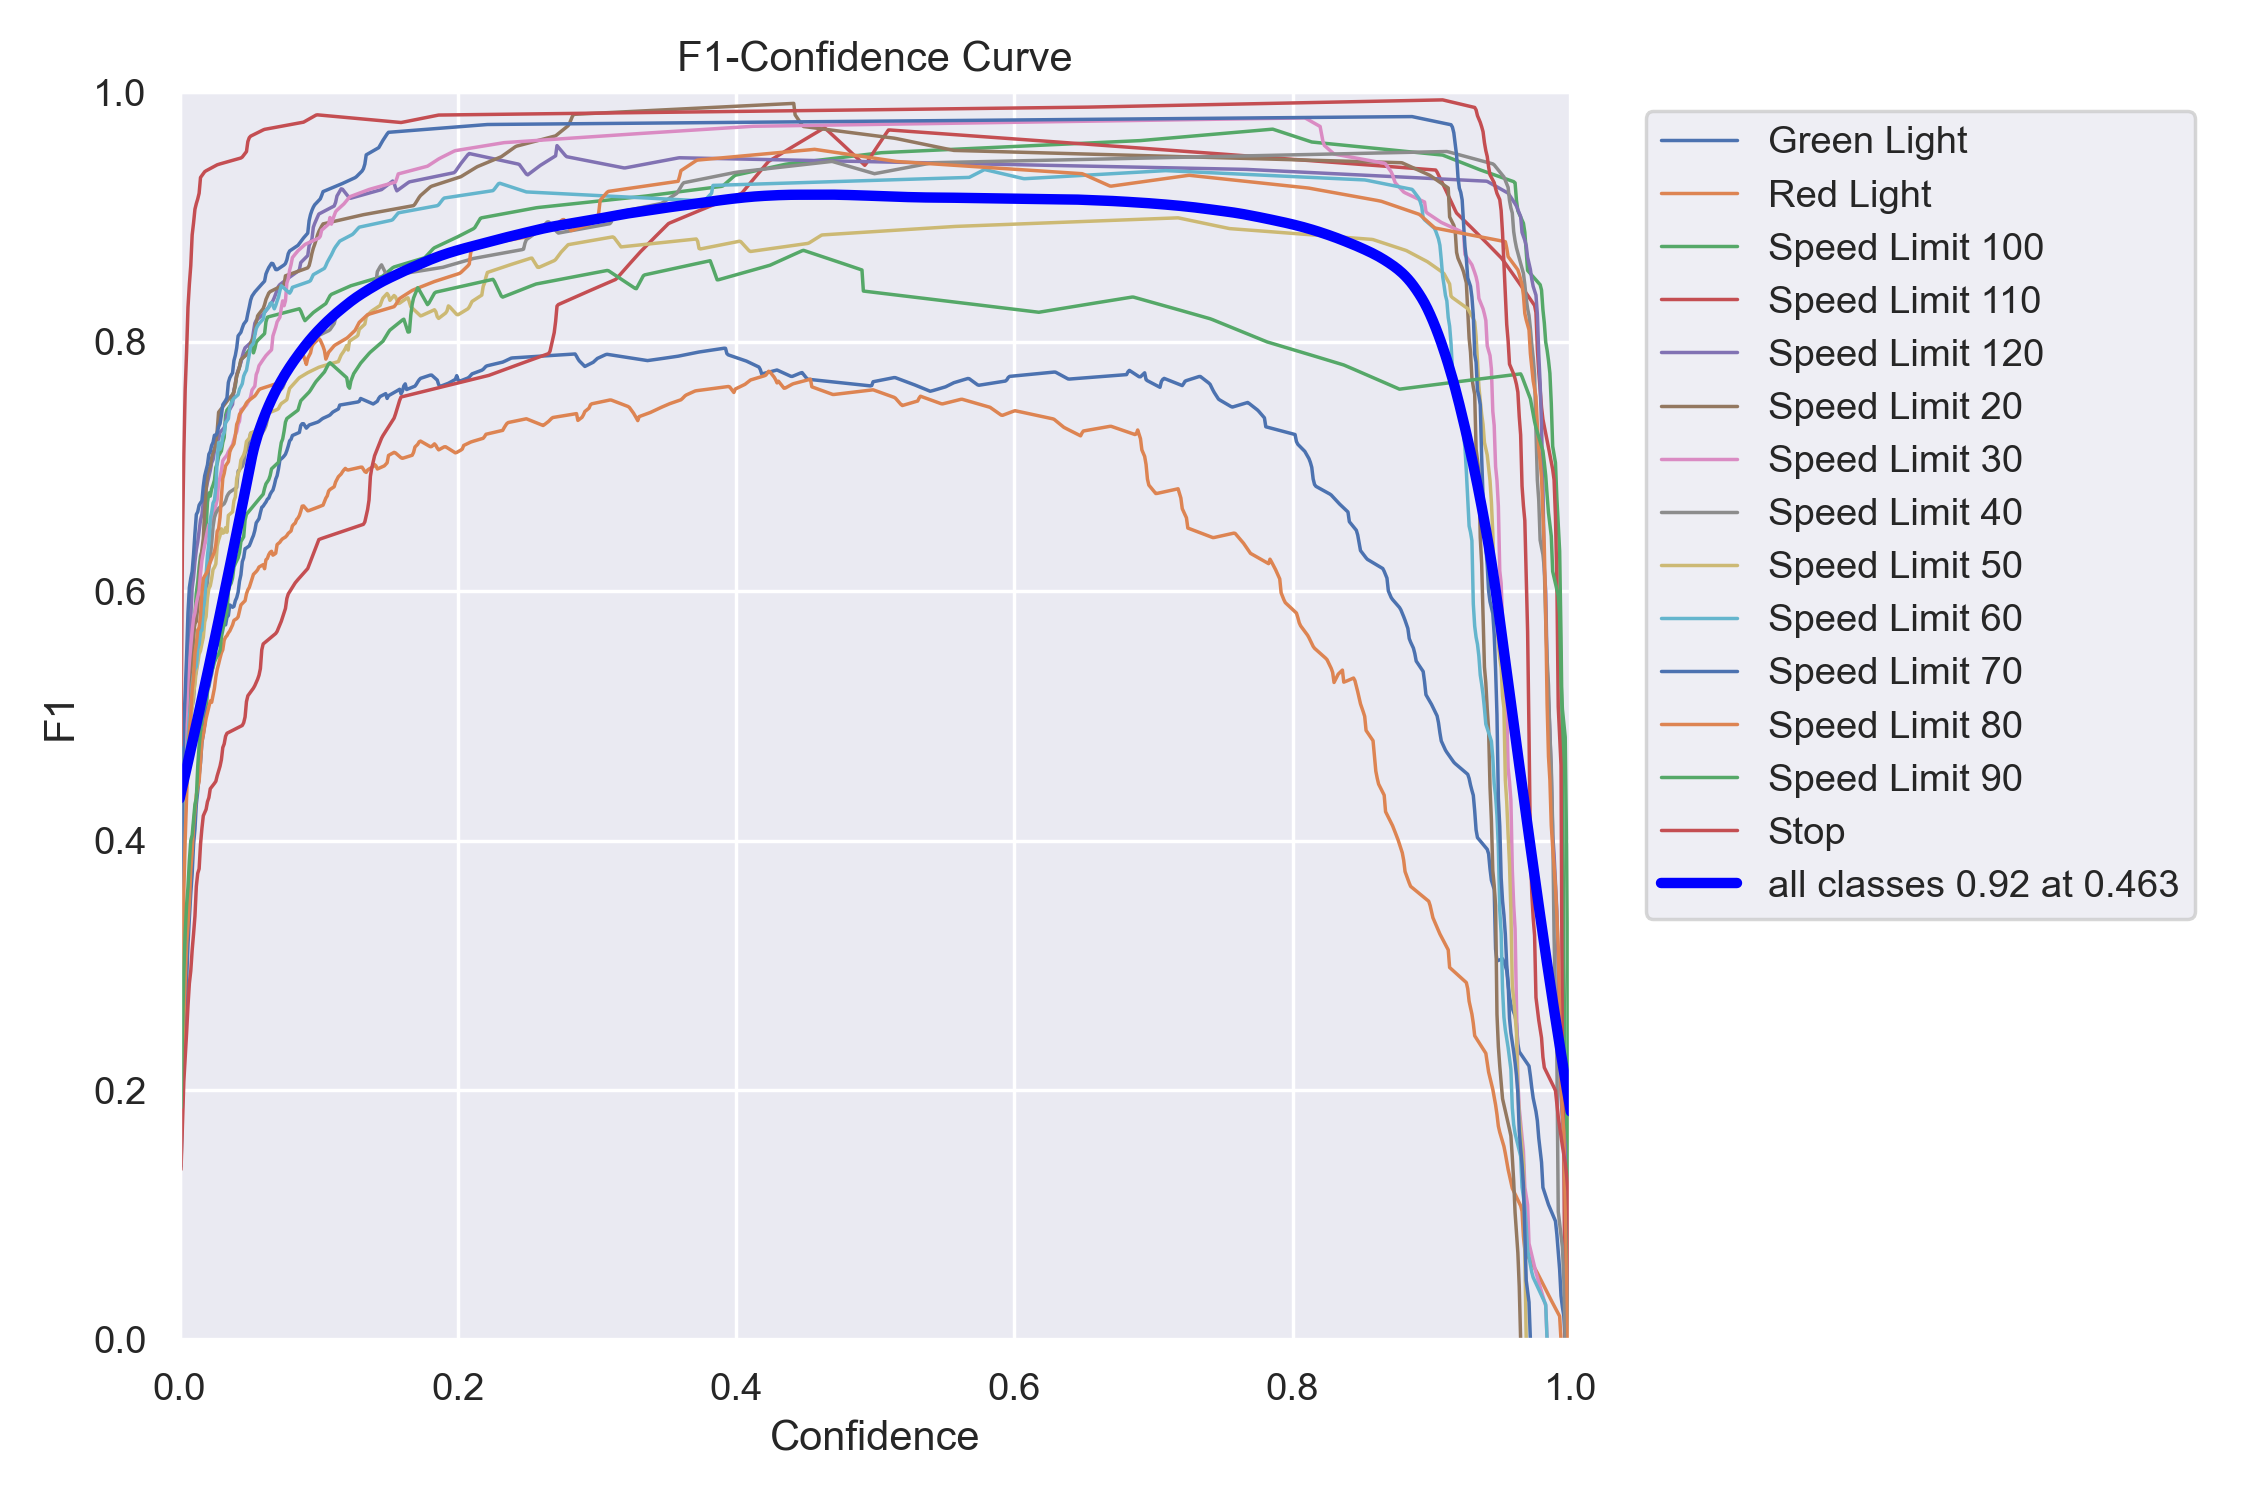 F1-Confidence Curve
1.0
0.8
0.6
0.4
0.2
0.0
F1
0.0 0.2 0.4 0.6 0.8 1.0
Confidence
Green Light
Red Light
Speed Limit 100
Speed Limit 110
Speed Limit 120
Speed Limit 20
Speed Limit 30
Speed Limit 40
Speed Limit 50
Speed Limit 60
Speed Limit 70
Speed Limit 80
Speed Limit 90
Stop
all classes 0.92 at 0.463